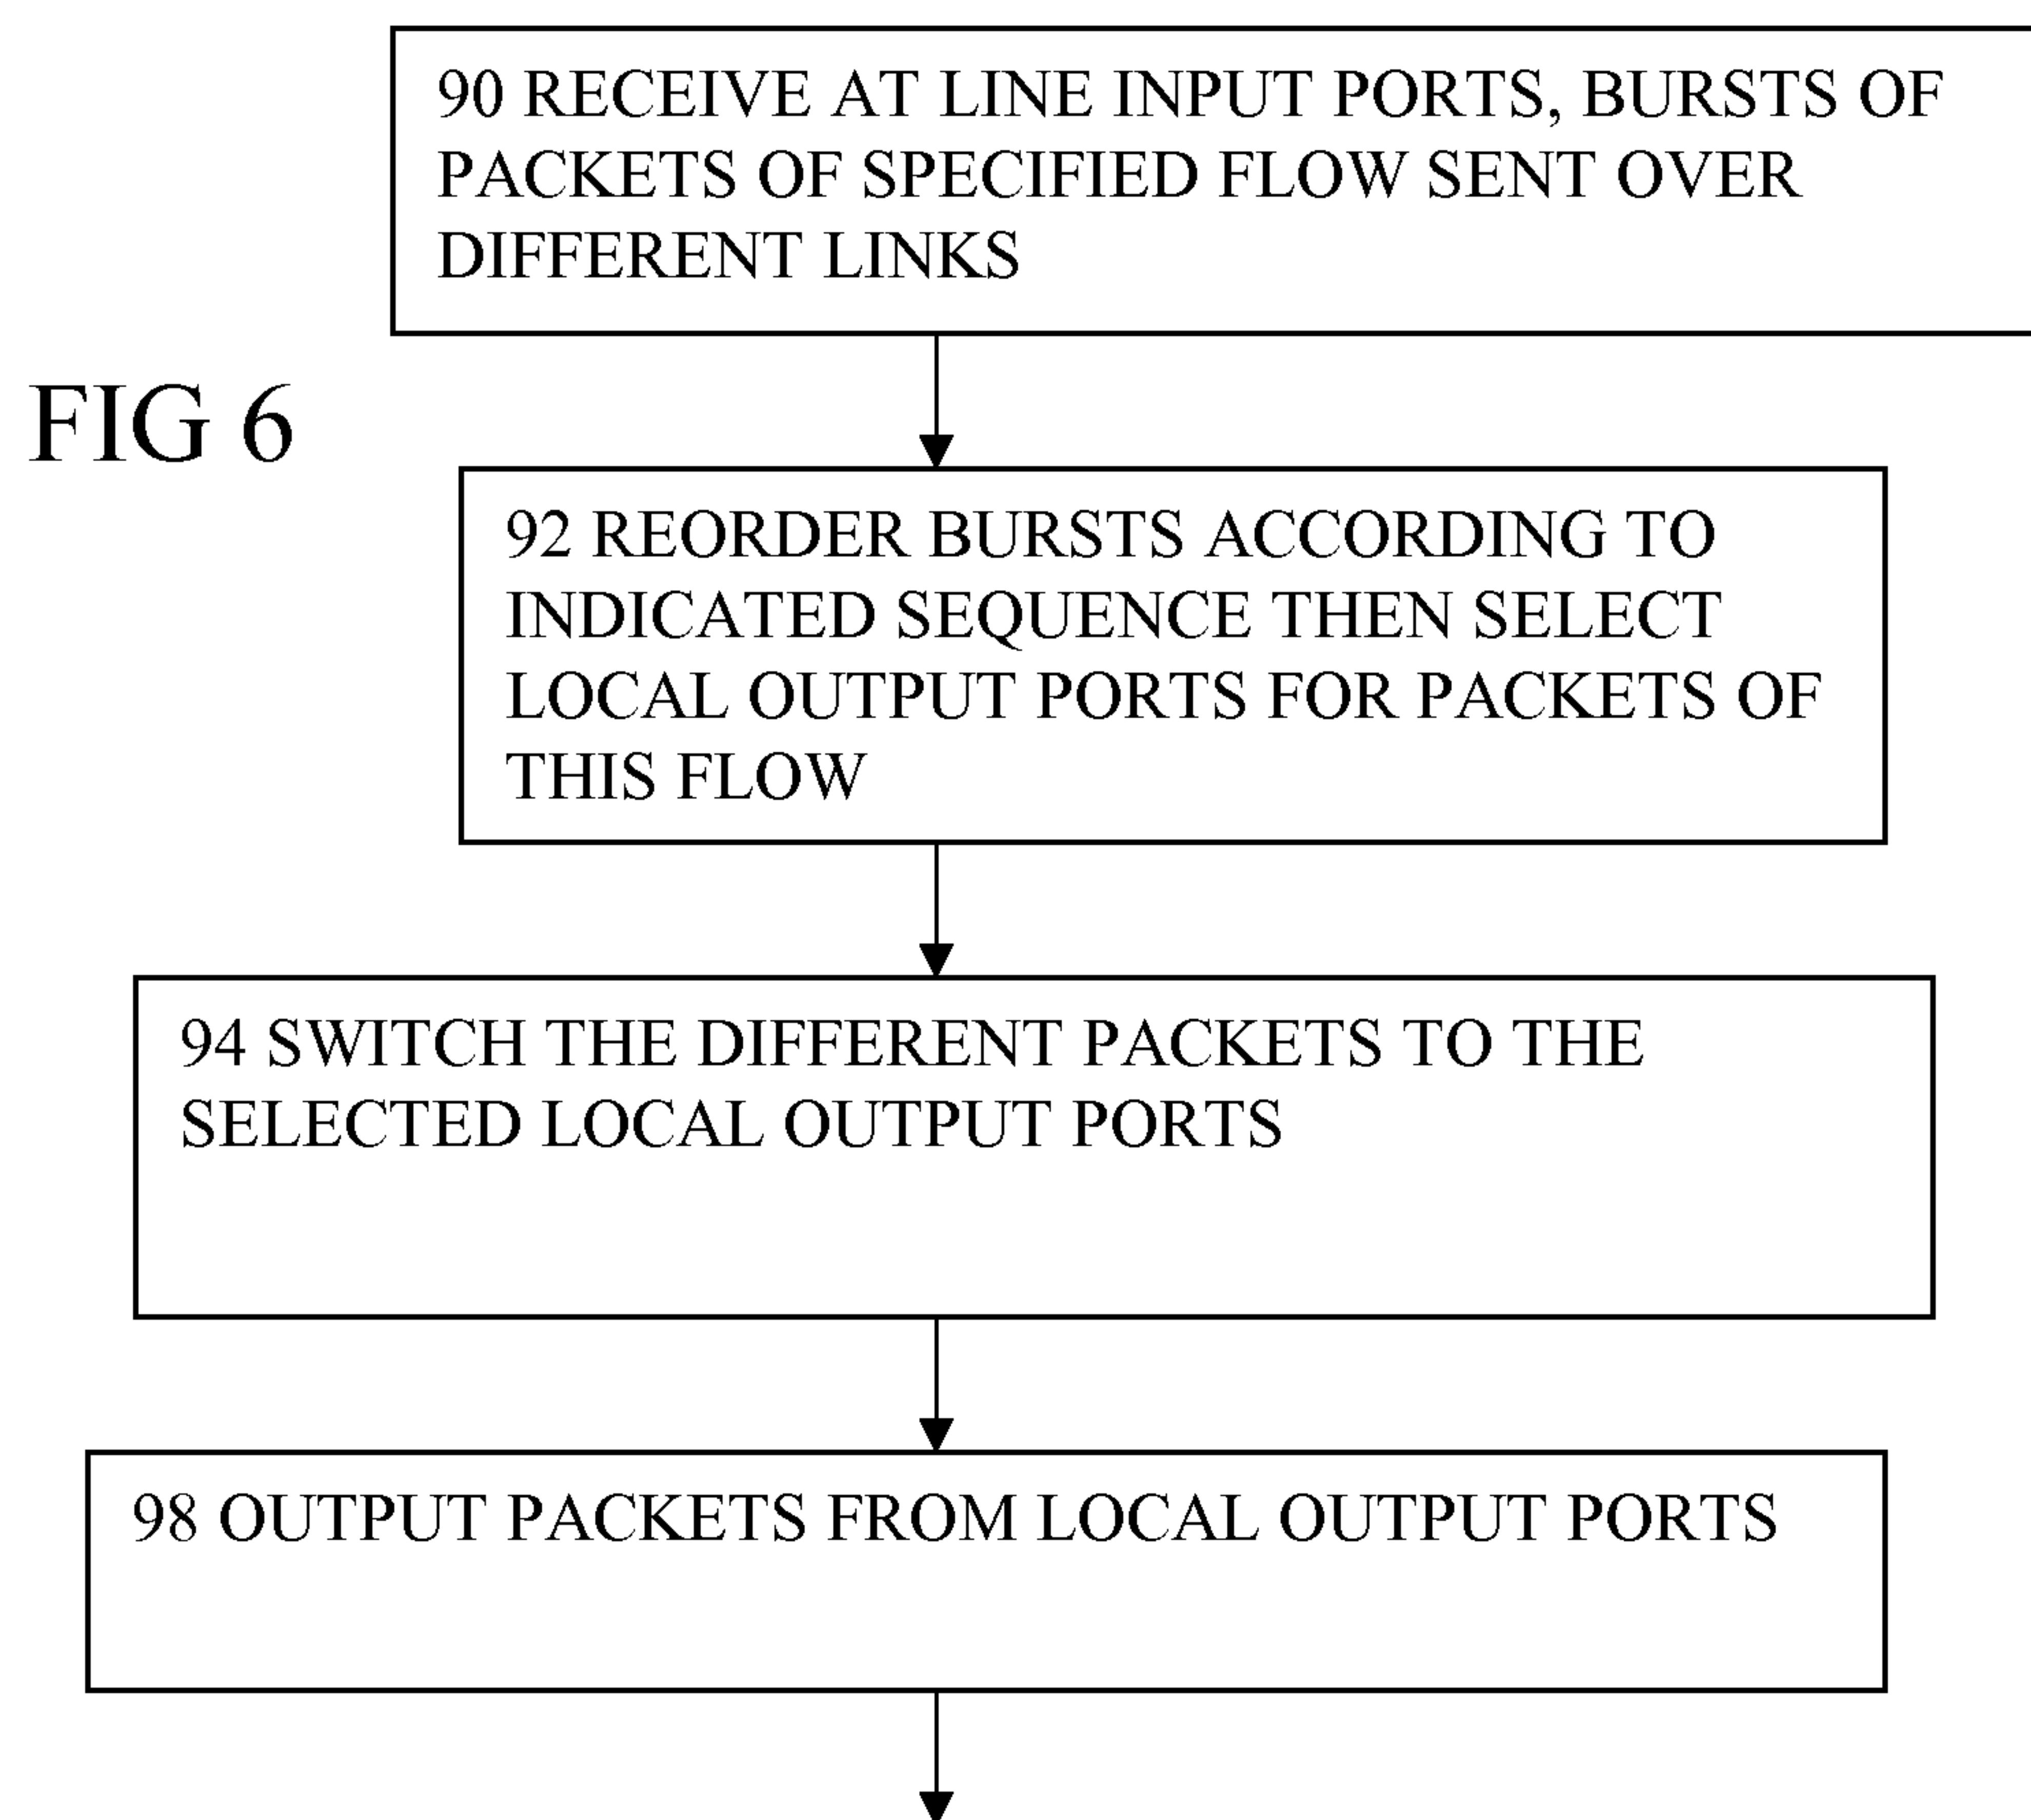 90 RECEIVE AT LINE INPUT PORTS, BURSTS OF
PACKETS OF SPECIFIED FLOW SENT OVER
DIFFERENT LINKS
FIG 6
92 REORDER BURSTS ACCORDING TO
INDICATED SEQUENCE THEN SELECT
LOCAL OUTPUT PORTS FOR PACKETS OF
THIS FLOW
94 SWITCH THE DIFFERENT PACKETS TO THE
SELECTED LOCAL OUTPUT PORTS
98 OUTPUT PACKETS FROM LOCAL OUTPUT PORTS